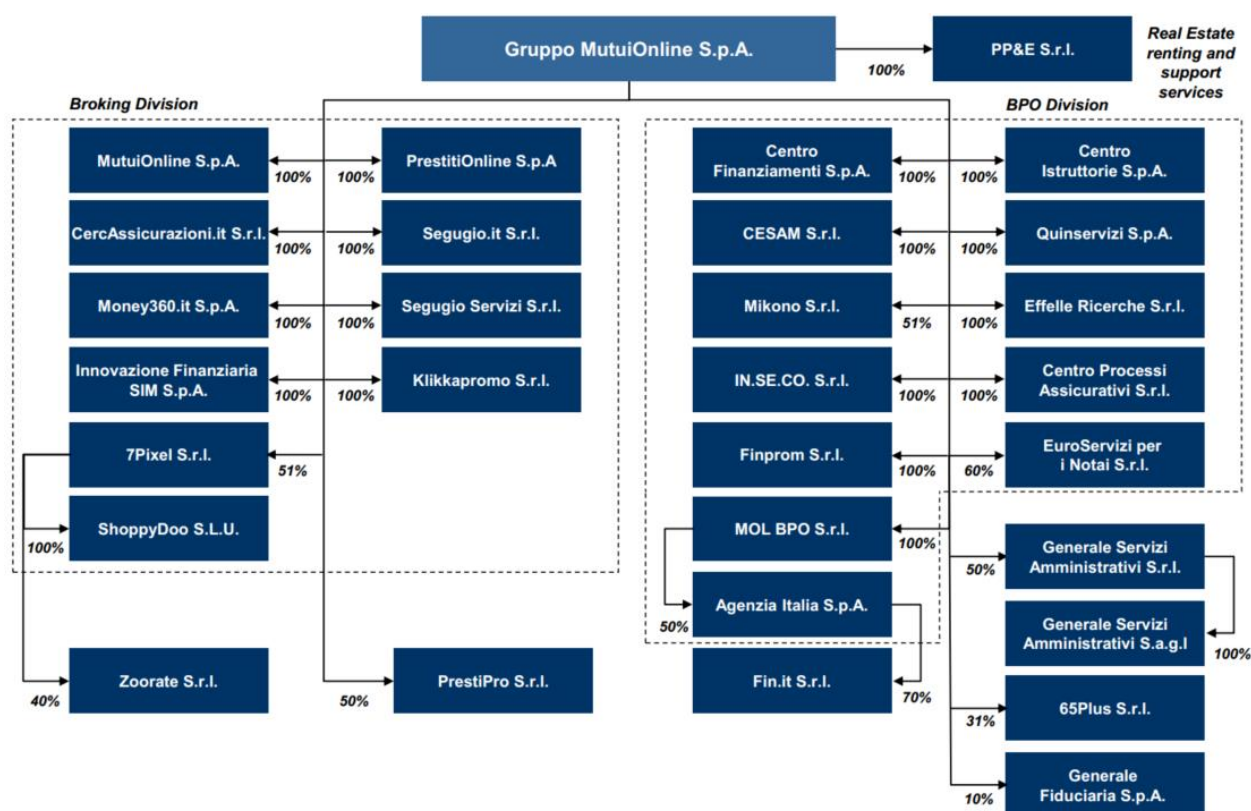 Gruppo MutuiOnline S.p.A.
100%
PP&E S.r.l.
Real Estate
renting and
support
services
Broking Division
BPO Division
MutuiOnline S.p.A.
100%
100%
PrestitiOnline S.p.A
Centro
Finanziamenti S.p.A.
100%
100%
Centro
Istruttorie S.p.A.
CercAssicurazioni.it S.r.l.
100%
100%
Segugio.it S.r.l.
CESAM S.r.l.
100%
100%
Quinservizi S.p.A.
Money360.it S.p.A.
100%
100%
Segugio Servizi S.r.l.
Mikono S.r.l.
51%
100%
Effelle Ricerche S.r.l.
Innovazione Finanziaria
SIM S.p.A.
100%
100%
Klikkapromo S.r.l.
IN.SE.CO. S.r.l.
100%
100%
Centro Processi
Assicurativi S.r.l.
7Pixel S.r.l.
51%
Finprom S.r.l.
100%
60%
EuroServizi per
i Notai S.r.l.
ShoppyDoo S.L.U.
100%
MOL BPO S.r.l.
100%
50%
Generale Servizi
Amministrativi S.r.l.
Agenzia Italia S.p.A.
50%
Generale Servizi
Amministrativi S.a.g.l
100%
Zoorate S.r.l.
40%
50%
PrestiPro S.r.l.
Fin.it S.r.l.
70%
31%
65Plus S.r.l.
10%
Generale
Fiduciaria S.p.A.